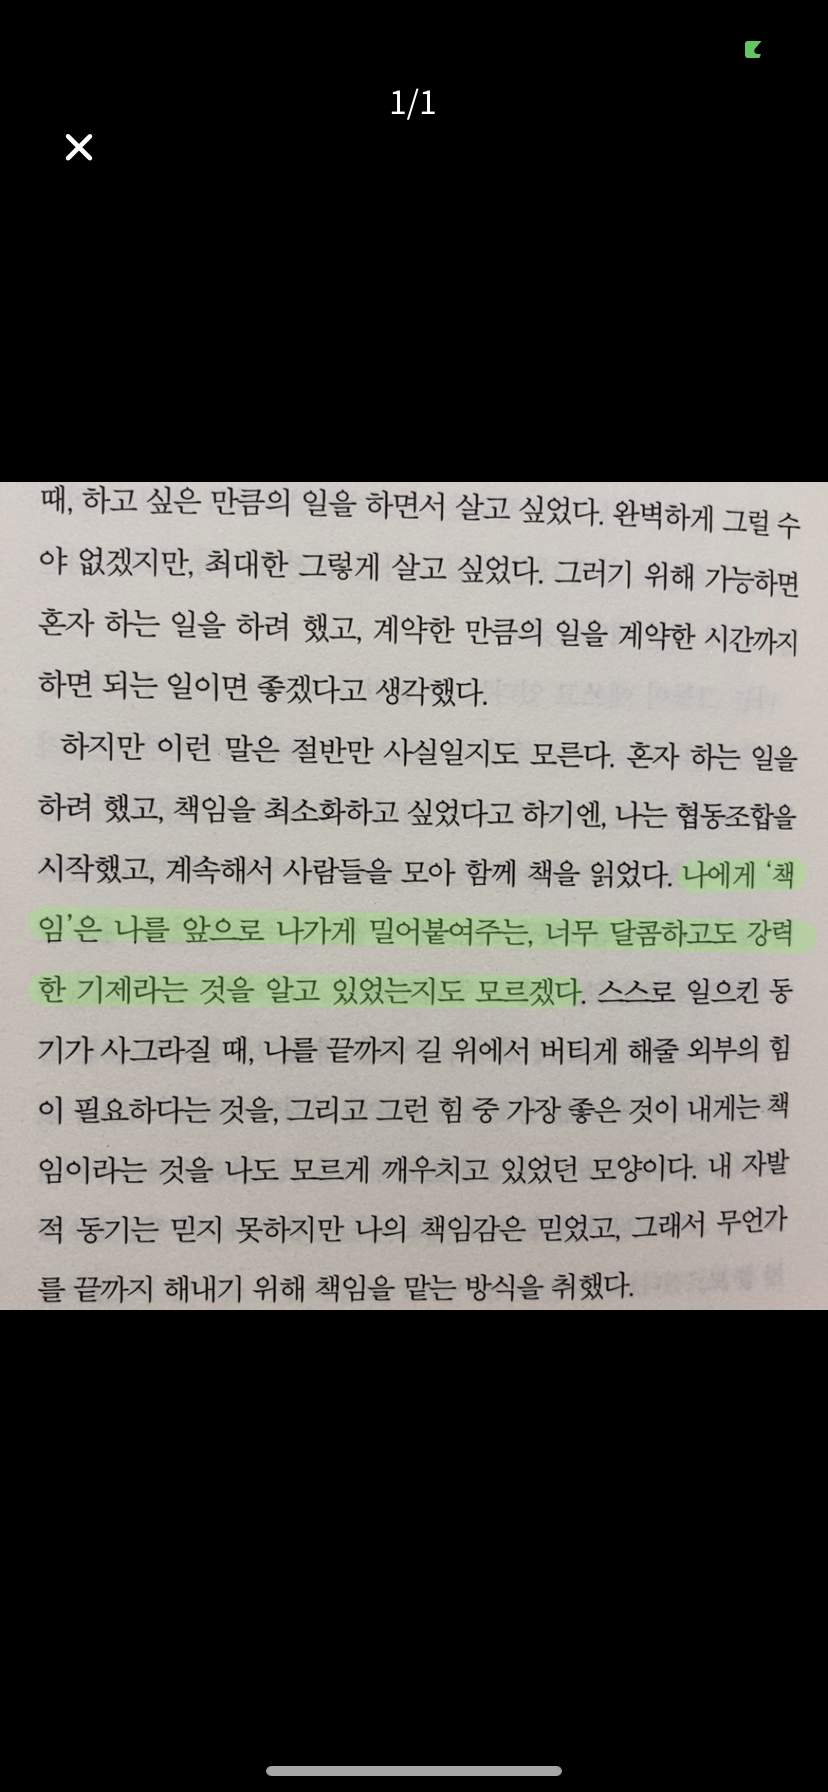 1/1
때, 하고 싶은 만큼의 일을 하면서 살고 싶었다. 완벽하게 그럴 수
야 없겠지만, 최대한 그렇게 살고 싶었다. 그러기 위해 가능하면
혼자 하는 일을 하려 했고, 계약한 만큼의 일을 계약한 시간까지
하면 되는 일이면 좋겠다고 생각했다.
하지만 이런 말은 절반만 사실일지도 모른다. 혼자 하는 일을
하려 했고, 책임을 최소화하고 싶었다고 하기엔, 나는 협동조합을
시작했고, 계속해서 사람들을 모아 함께 책을 읽었다. 나에게 ‘책
임’은 나를 앞으로 나가게 밀어붙여주는, 너무 달콤하고도 강력
한 기제라는 것을 알고 있었는지도 모르겠다. 스스로 일으킨 동
기가 사그라질 때, 나를 끝까지 길 위에서 버티게 해줄 외부의 힘
이 필요하다는 것을, 그리고 그런 힘 중 가장 좋은 것이 내게는 책
임이라는 것을 나도 모르게 깨우치고 있었던 모양이다. 내 자발
적 동기는 믿지 못하지만 나의 책임감은 믿었고, 그래서 무언가
를 끝까지 해내기 위해 책임을 맡는 방식을 취했다.